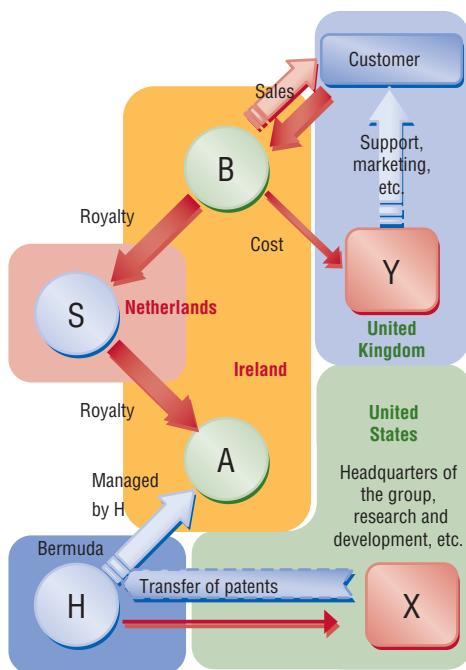 Customer
Sales
B
Support,
marketing,
etc.
Royalty
Cost
Y
S
Netherlands
United
Kingdom
Ireland
Royalty
United
States
A
Managed
by H
Headquarters of
the group,
research and
development, etc.
Bermuda
H
Transfer of patents
X